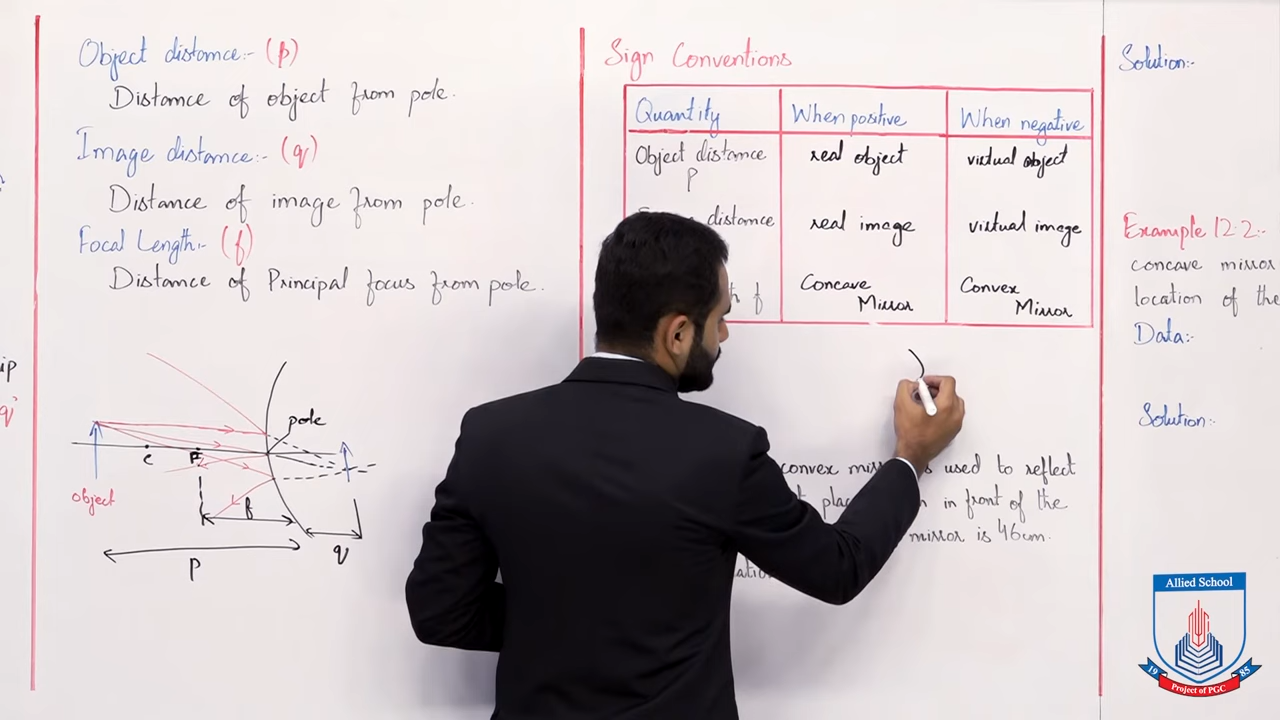 Object distance:- (p)
Distance of object from pole.
Image distance:- (q)
Distance of image from pole.
Focal Length:- (f)
Distance of Principal focus from pole.
pole
C
F
object
f
p
q
ip
q
Sign Conventions
Quantity When positive When negative
Object distance real object virtual object
p
distance real image virtual image
f Concave Convex
Mirror Mirror
convex used to reflect
in front of the
mirror is 46cm.
Solution:-
Example 12.2:-
concave mirror
location of the
Data:-
Solution:-
Allied School
19 85
Project of PGC